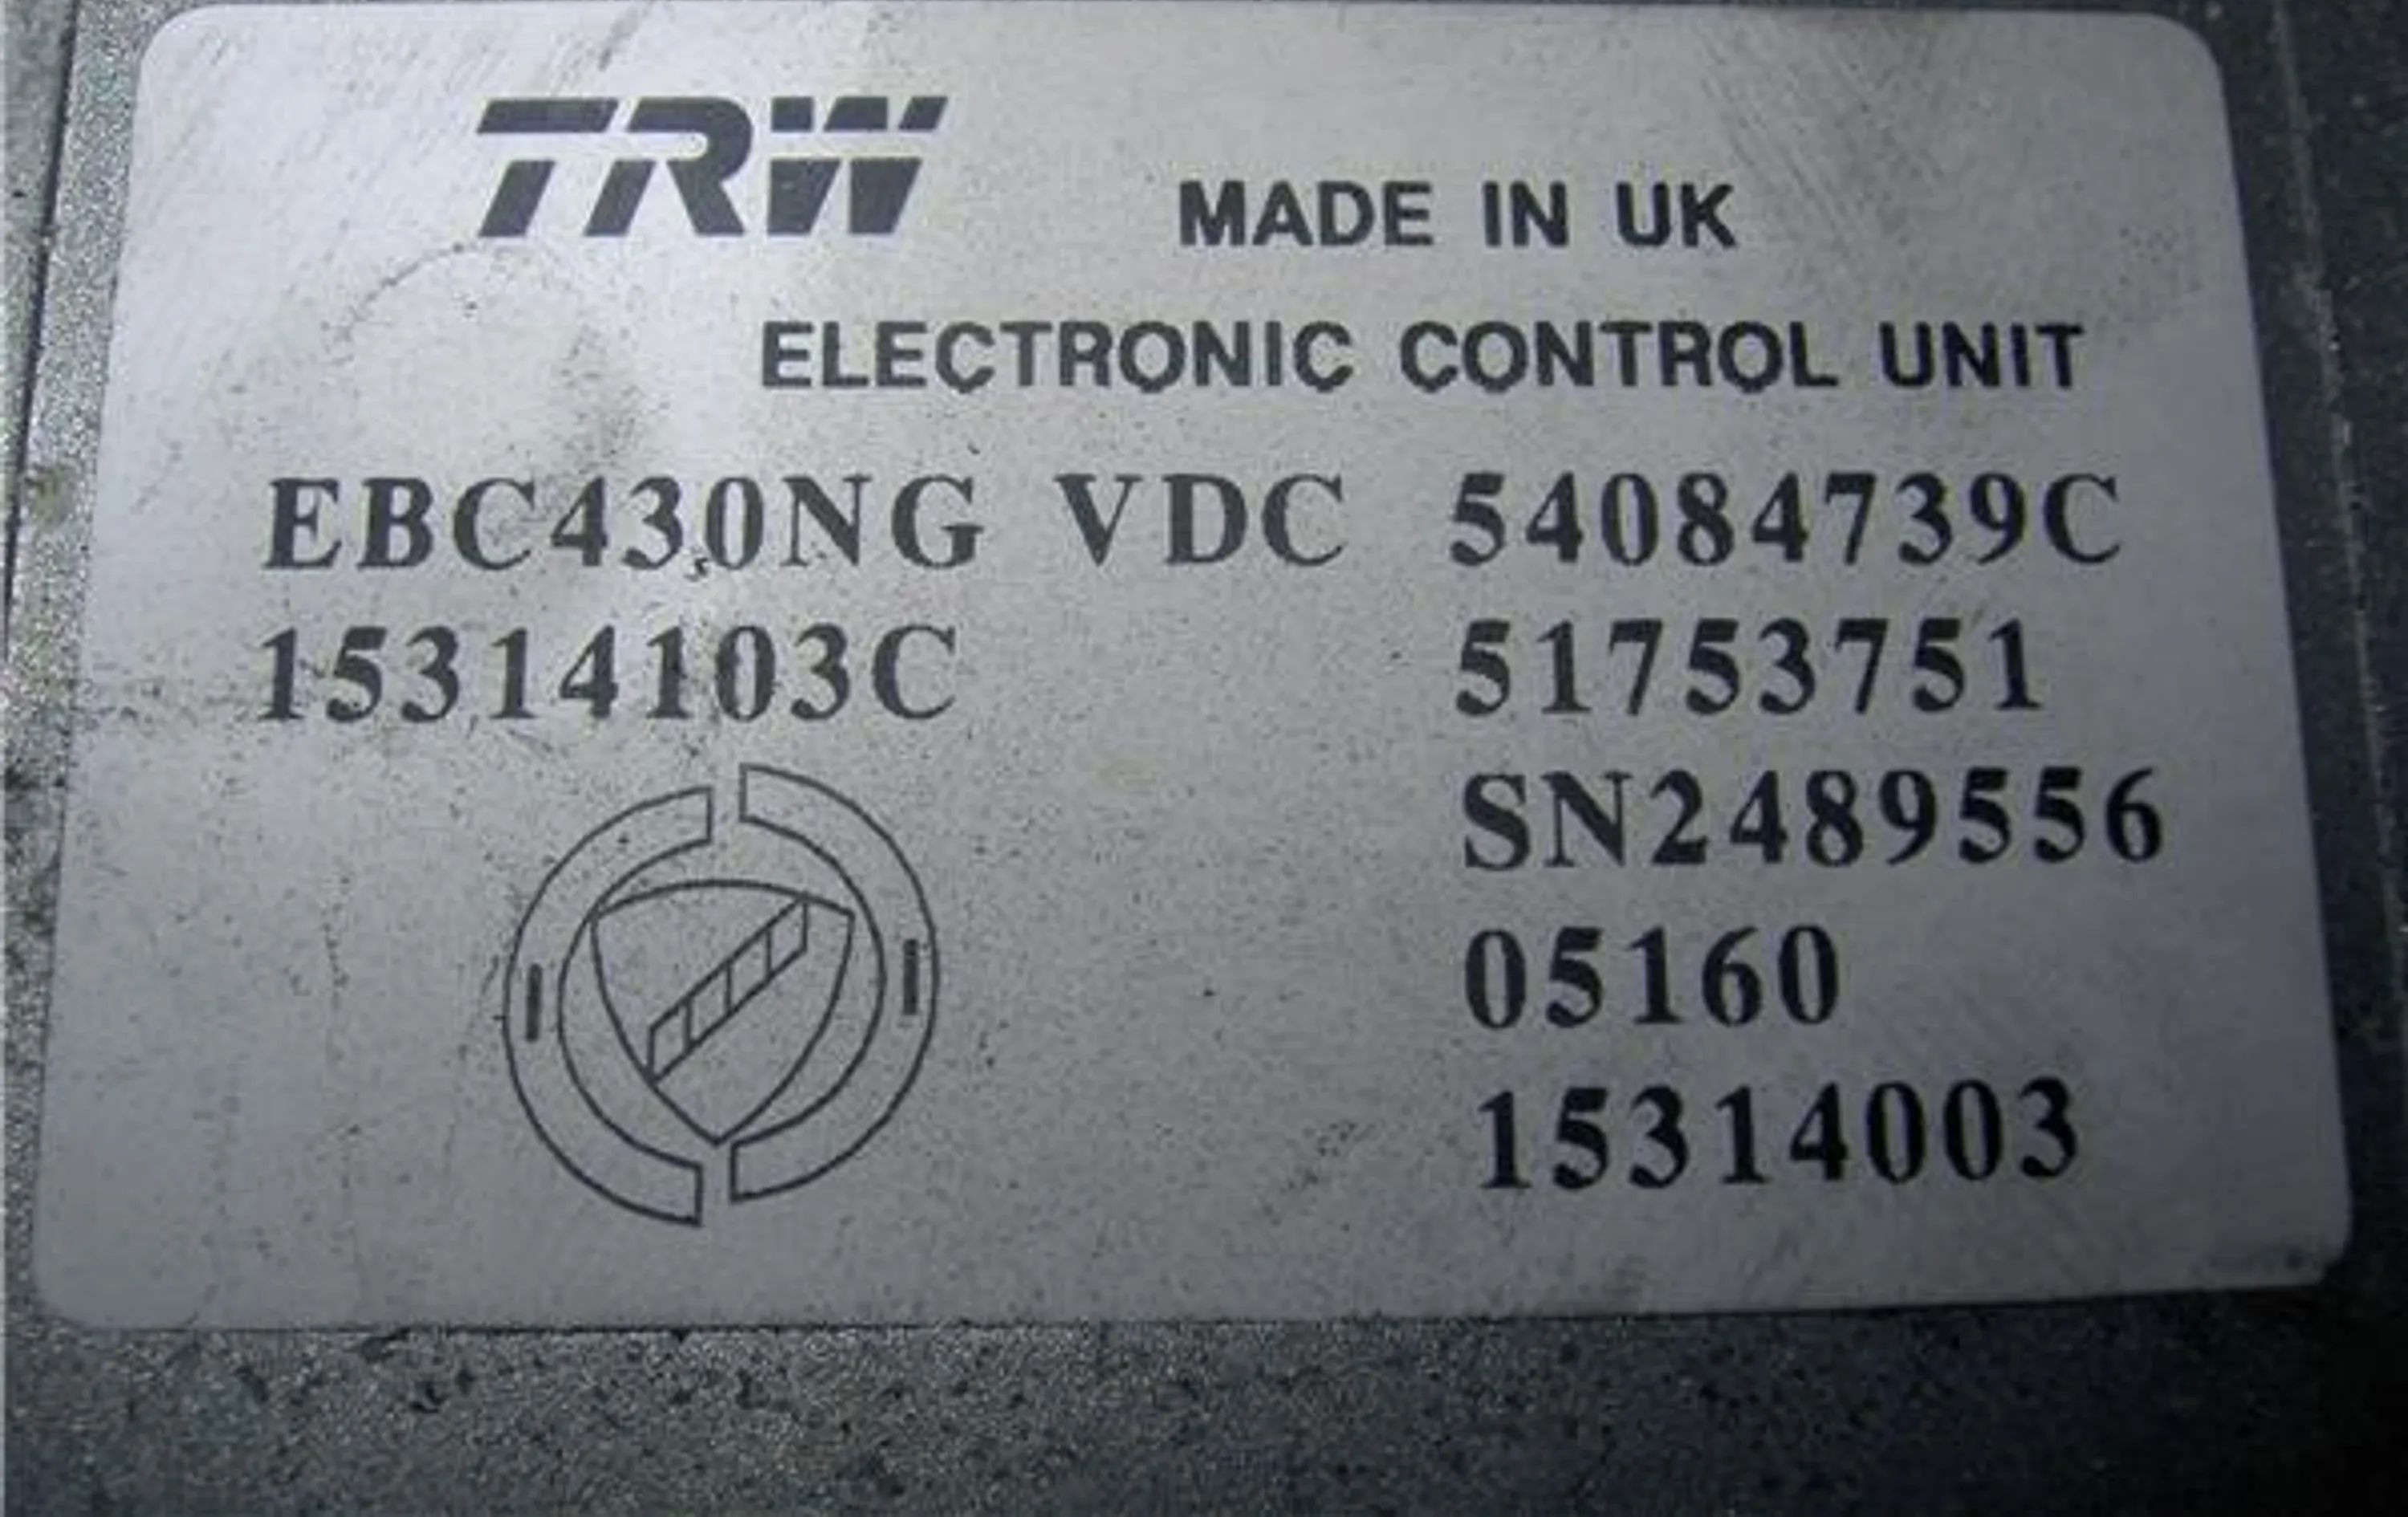 TRW MADE IN UK
ELECTRONIC CONTROL UNIT
EBC430NG VDC 54084739C
15314103C 51753751
SN2489556
05160
15314003